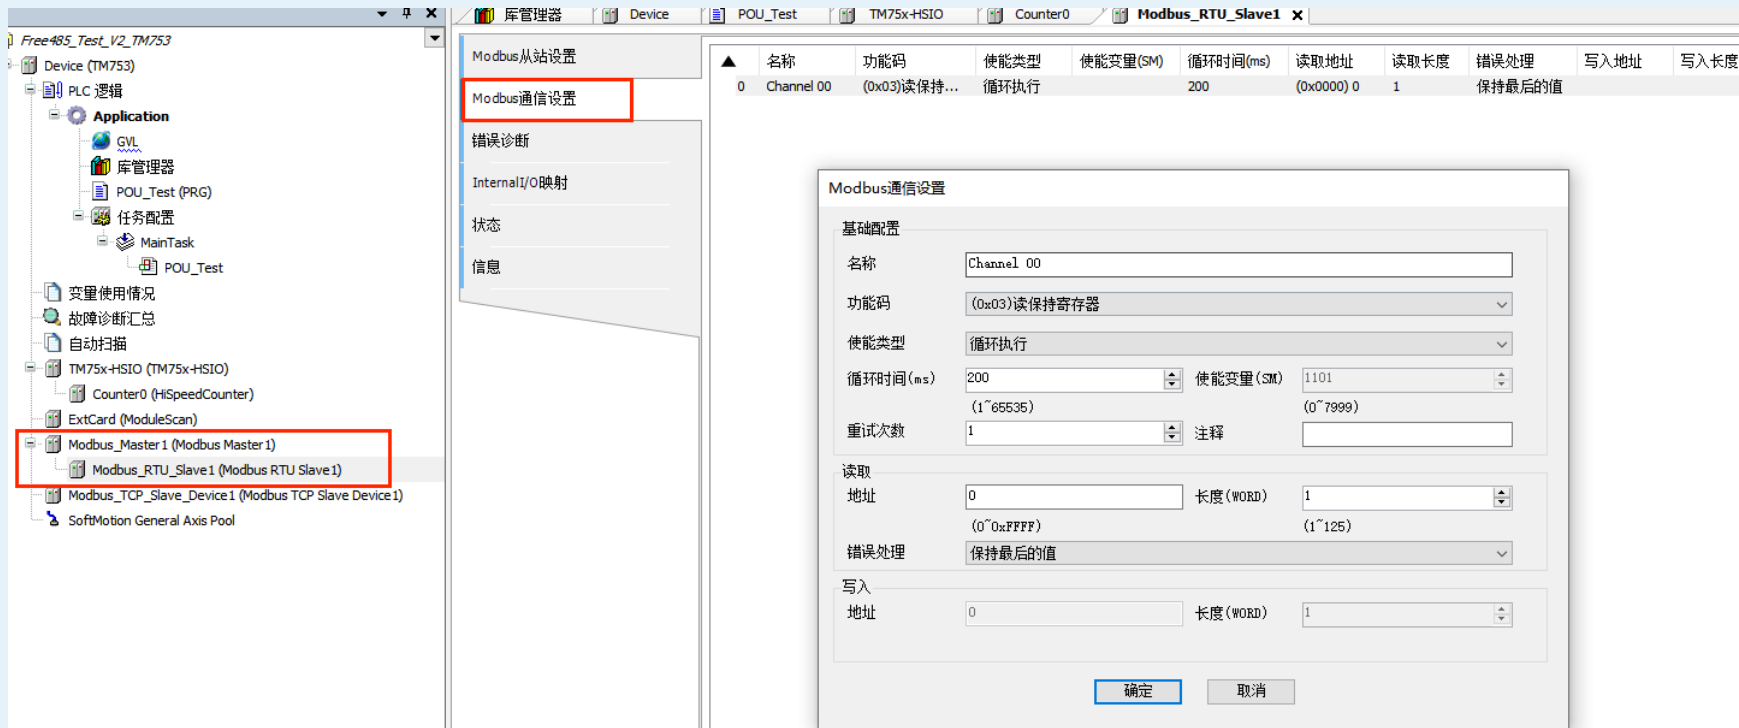 库管理器
Device
POU_Test
TM75x-HSIO
Counter0
Modbus_RTU_Slave1
Free485_Test_V2_TM753
Device (TM753)
PLC 逻辑
Application
GVL
库管理器
POU_Test (PRG)
任务配置
MainTask
POU_Test
变量使用情况
故障诊断汇总
自动扫描
TM75x-HSIO (TM75x-HSIO)
Counter0 (HiSpeedCounter)
ExtCard (ModuleScan)
Modbus_Master1 (Modbus Master1)
Modbus_RTU_Slave1 (Modbus RTU Slave1)
Modbus_TCP_Slave_Device1 (Modbus TCP Slave Device1)
SoftMotion General Axis Pool
Modbus从站设置
Modbus通信设置
错误诊断
InternalI/O映射
状态
信息
名称 功能码 使能类型 使能变量(SM) 循环时间(ms) 读取地址 读取长度 错误处理 写入地址 写入长度
0 Channel 00 (0x03)读保持... 循环执行 200 (0x0000) 0 1 保持最后的值
Modbus通信设置
基础配置
名称 Channel 00
功能码 (0x03)读保持寄存器
使能类型 循环执行
循环时间(ms) 200 使能变量(SM) 1101
(1~65535) (0~7999)
重试次数 1 注释
读取
地址 0 长度(WORD) 1
(0~0xFFFF) (1~125)
错误处理 保持最后的值
写入
地址 0 长度(WORD) 1
确定 取消